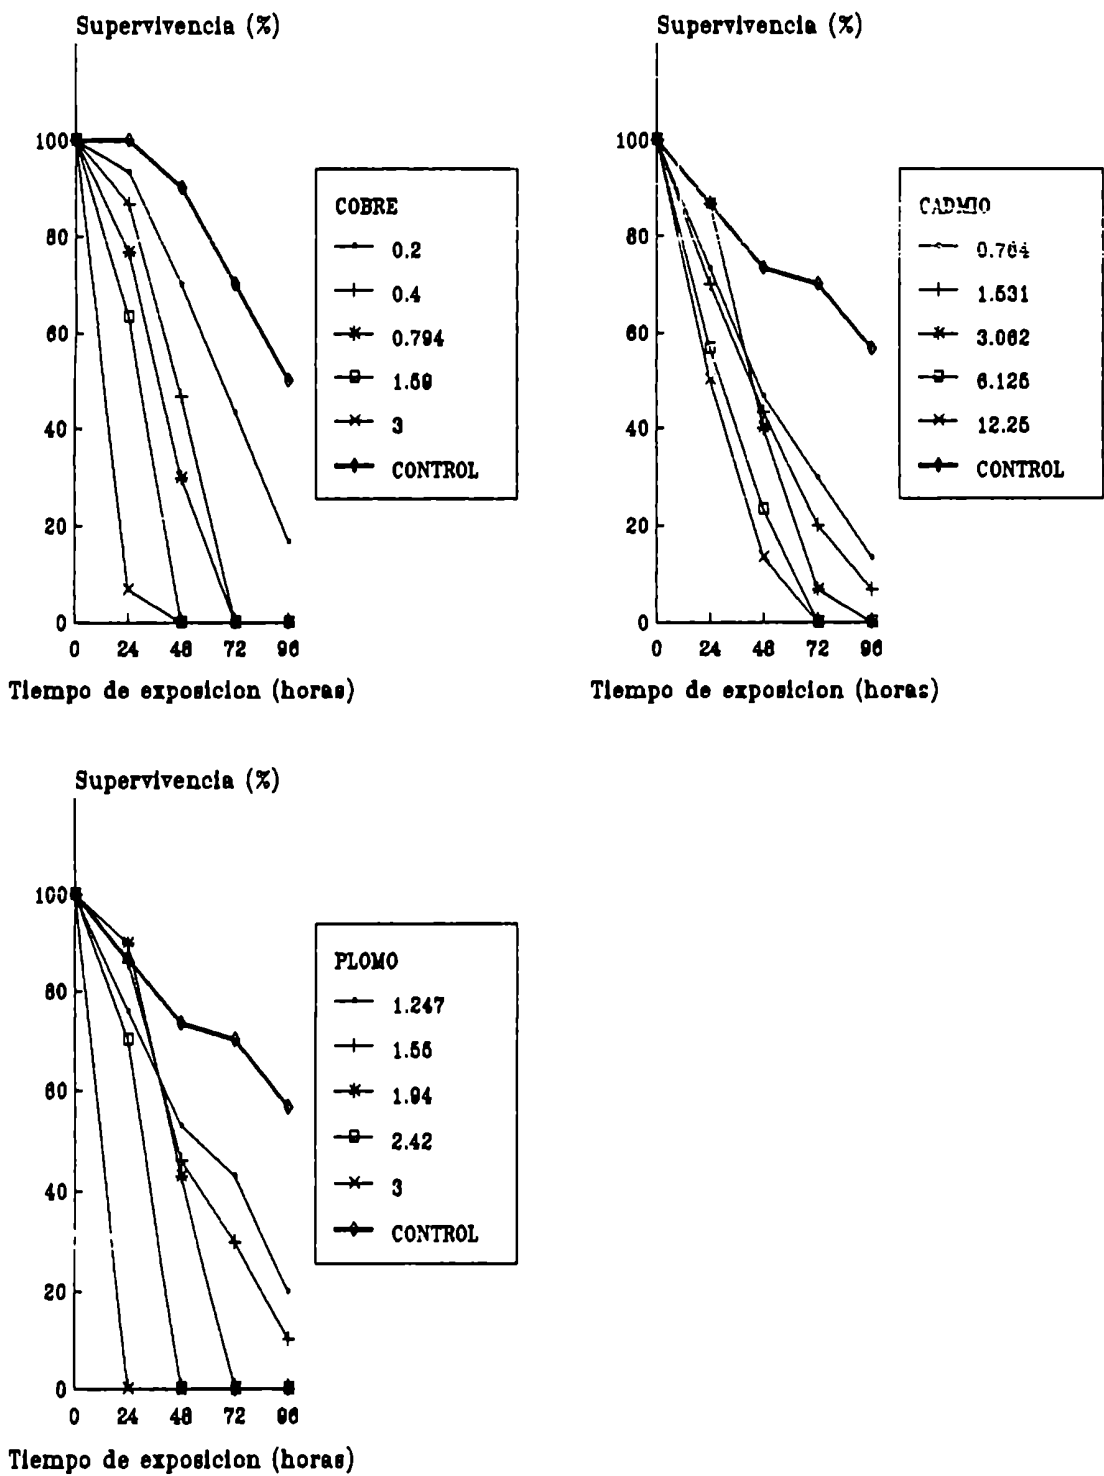 Supervivencia (%)
100
80
60
40
20
0
0 24 48 72 96
Tiempo de exposicion (horas)
COBRE
0.2
0.4
0.794
1.59
3
CONTROL
Supervivencia (%)
100
80
60
40
20
0
0 24 48 72 96
Tiempo de exposicion (horas)
CADMIO
0.764
1.531
3.062
6.125
12.25
CONTROL
Supervivencia (%)
100
80
60
40
20
0
0 24 48 72 96
Tiempo de exposicion (horas)
PLOMO
1.247
1.55
1.94
2.42
3
CONTROL